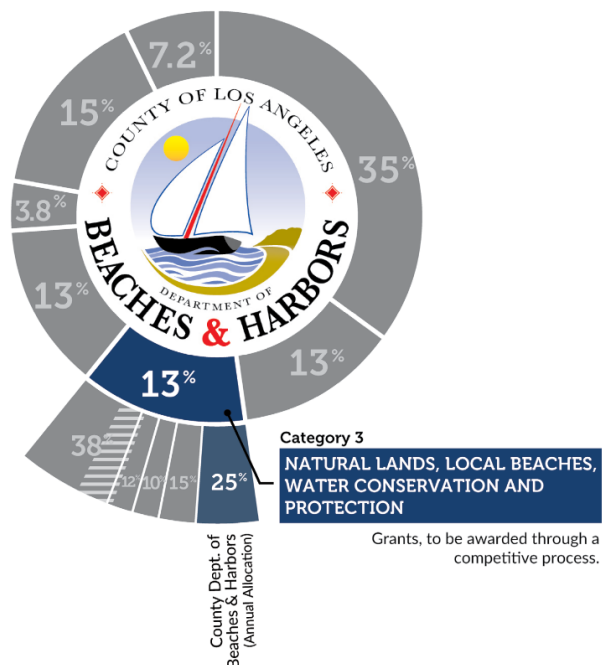 7.2%
15%
35%
3.8%
13%
13%
13%
COUNTY OF LOS ANGELES
DEPARTMENT OF
BEACHES & HARBORS
38%
12%
10%
15%
25%
Category 3
NATURAL LANDS, LOCAL BEACHES,
WATER CONSERVATION AND
PROTECTION
Grants, to be awarded through a
competitive process.
County Dept. of
Beaches & Harbors
(Annual Allocation)